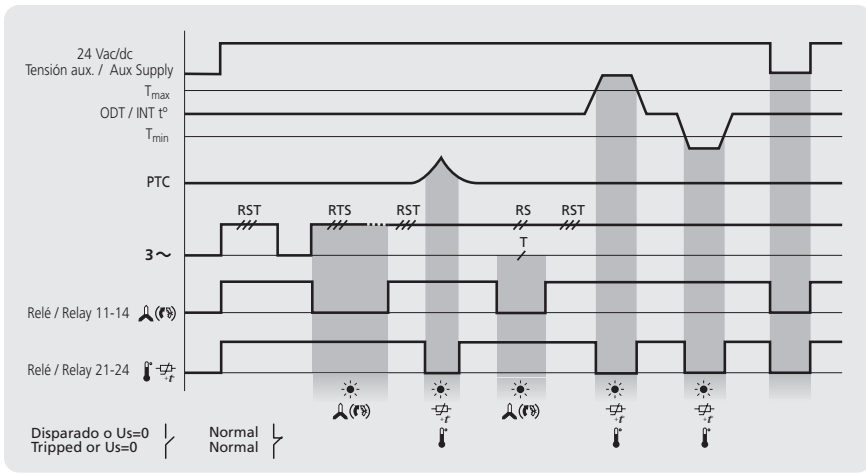 24 Vac/dc
Tensión aux. / Aux Supply
Tmax
ODT / INT tº
Tmin
PTC
RST RTS RST RS RST
T
3~
Relé / Relay 11-14
Relé / Relay 21-24
+t
+t +t +t
Disparado o Us=0
Tripped or Us=0
Normal
Normal